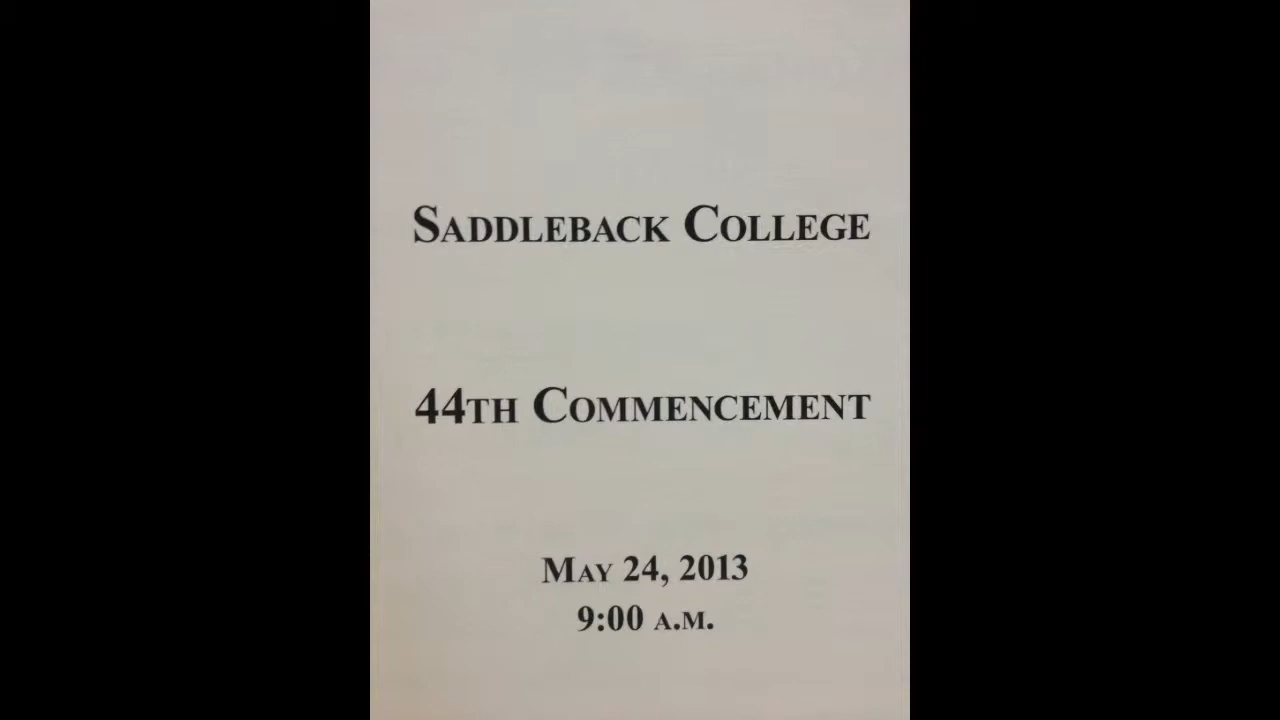 SADDLEBACK COLLEGE
44TH COMMENCEMENT
MAY 24, 2013
9:00 A.M.